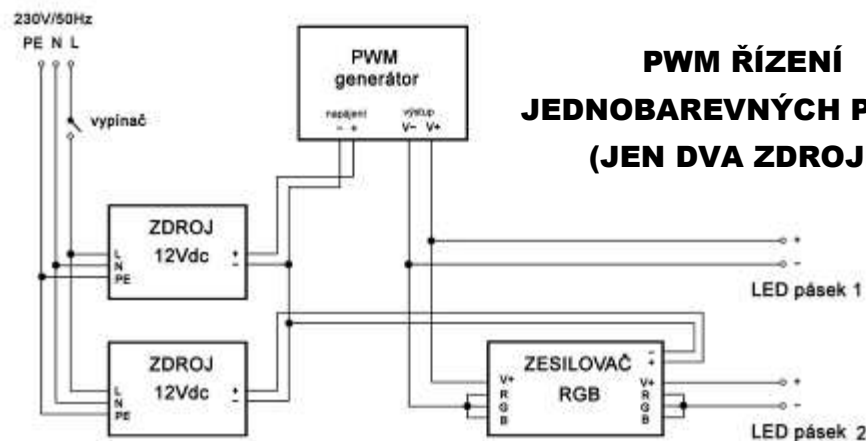 230V/50Hz
PE N L
vypínač
PWM
generátor
napájení výstup
- + V- V+
PWM ŘÍZENÍ
JEDNOBAREVNÝCH P
(JEN DVA ZDROJ
ZDROJ
12Vdc
L
N
PE
+
-
ZDROJ
12Vdc
L
N
PE
+
-
ZESILOVAČ
RGB
V+
R
G
B
-
+
V+
R
G
B
+
-
LED pásek 1
+
-
LED pásek 2